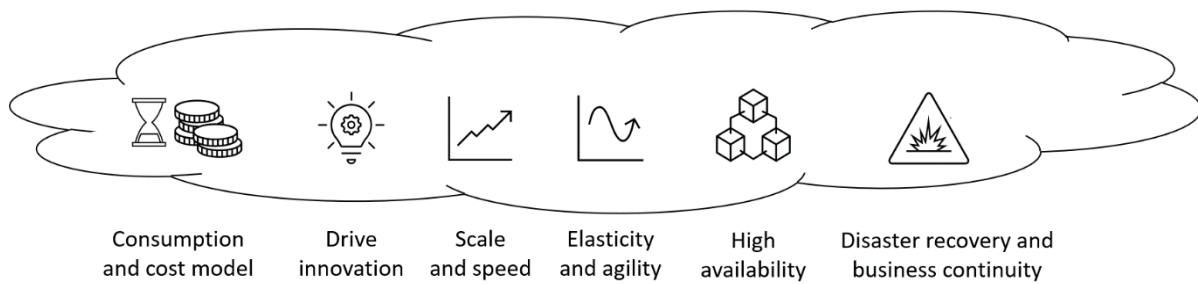 Consumption
and cost model
Drive
innovation
Scale
and speed
Elasticity
and agility
High
availability
Disaster recovery and
business continuity